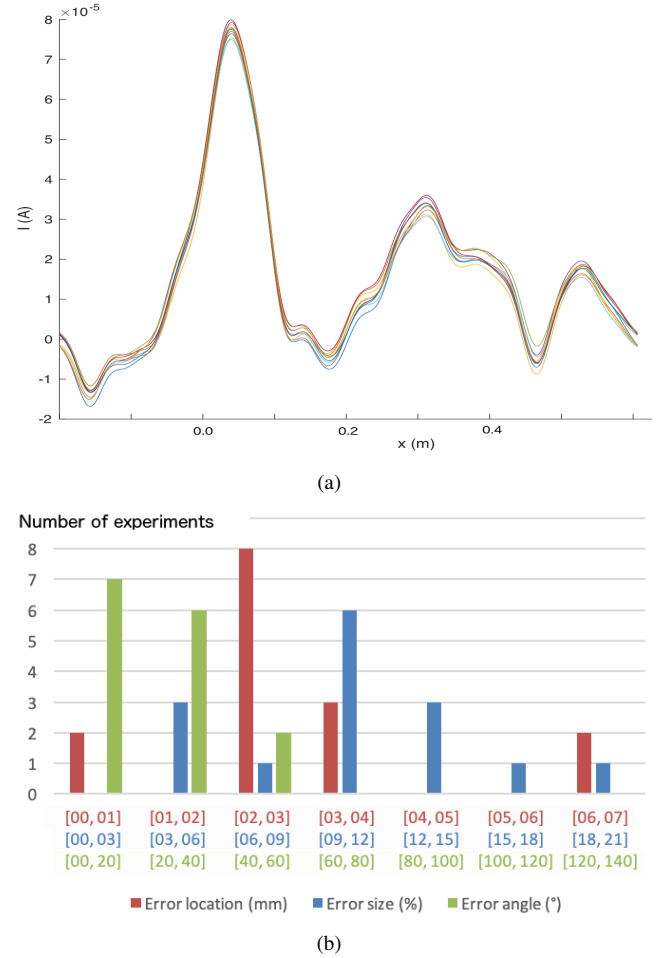 ×10⁻⁵
8
7
6
5
4
3
2
1
0
-1
-2
I (A)
0.0
0.2
0.4
x (m)
(a)
Number of experiments
8
7
6
5
4
3
2
1
0
[00, 01] [01, 02] [02, 03] [03, 04] [04, 05] [05, 06] [06, 07]
[00, 03] [03, 06] [06, 09] [09, 12] [12, 15] [15, 18] [18, 21]
[00, 20] [20, 40] [40, 60] [60, 80] [80, 100] [100, 120] [120, 140]
Error location (mm) Error size (%) Error angle (°)
(b)